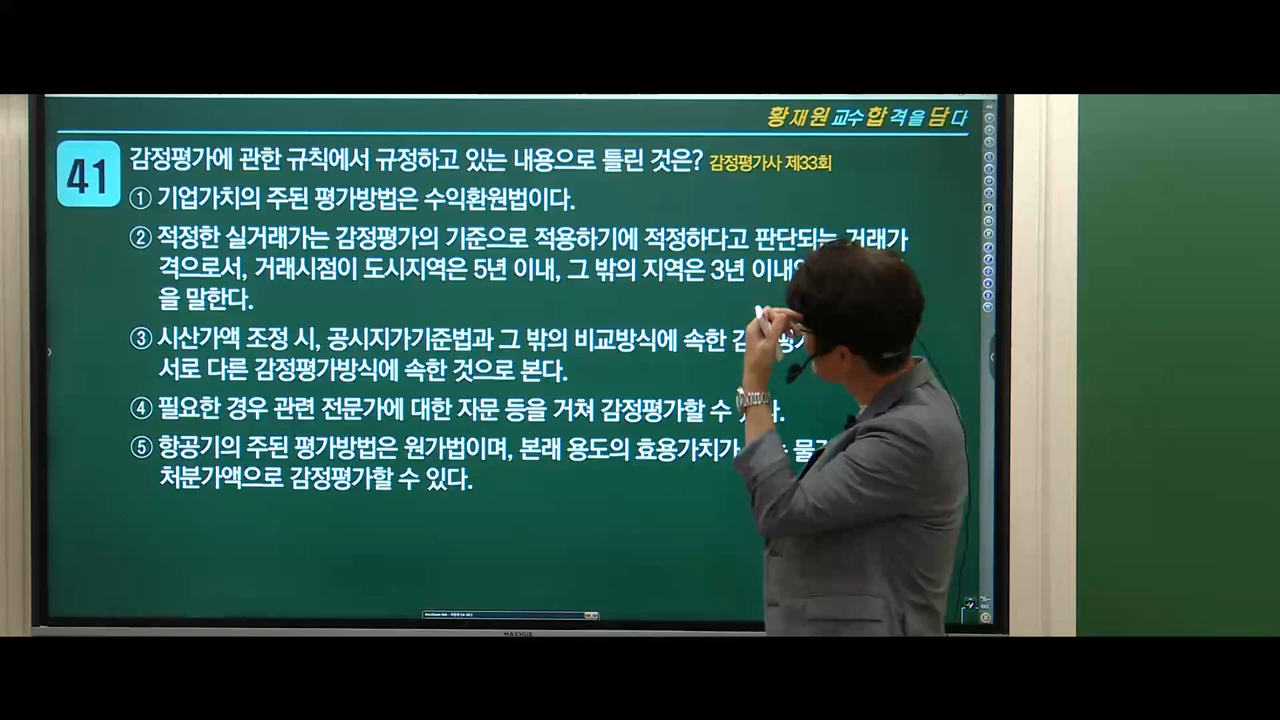 황재원 교수 합격을 담다
41 감정평가에 관한 규칙에서 규정하고 있는 내용으로 틀린 것은? 감정평가사 제33회
① 기업가치의 주된 평가방법은 수익환원법이다.
② 적정한 실거래가는 감정평가의 기준으로 적용하기에 적정하다고 판단되는 거래가
격으로서, 거래시점이 도시지역은 5년 이내, 그 밖의 지역은 3년 이내
을 말한다.
③ 시산가액 조정 시, 공시지가기준법과 그 밖의 비교방식에 속한
서로 다른 감정평가방식에 속한 것으로 본다.
④ 필요한 경우 관련 전문가에 대한 자문 등을 거쳐 감정평가할 수
⑤ 항공기의 주된 평가방법은 원가법이며, 본래 용도의 효용가치가
처분가액으로 감정평가할 수 있다.
MAXHUB